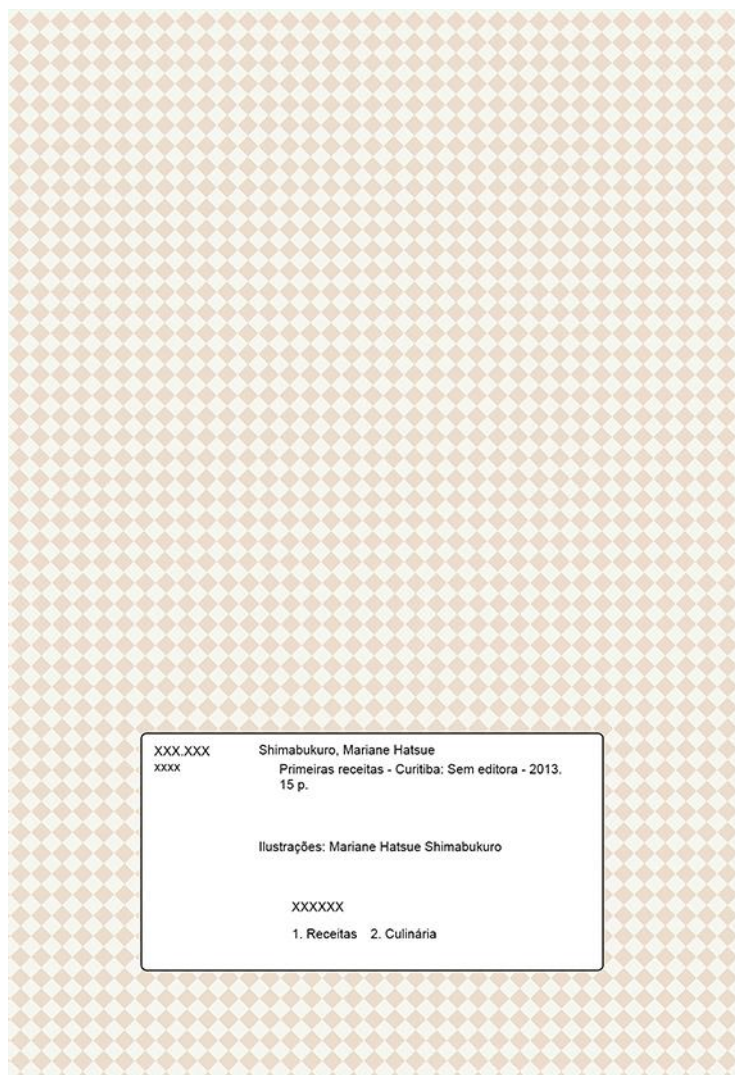 XXX.XXX Shimabukuro, Mariane Hatsue
xxxx Primeiras receitas - Curitiba: Sem editora - 2013.
15 p.
Ilustrações: Mariane Hatsue Shimabukuro
XXXXXX
1. Receitas 2. Culinária